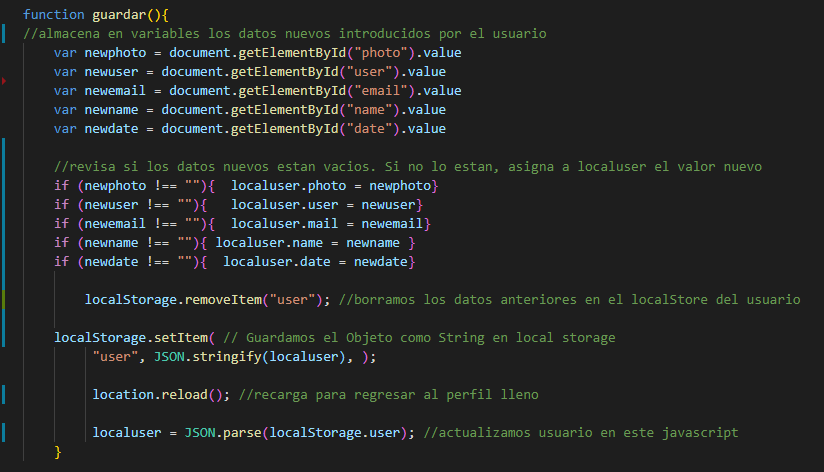 function guardar(){
//almacena en variables los datos nuevos introducidos por el usuario
var newphoto = document.getElementById("photo").value
var newuser = document.getElementById("user").value
var newemail = document.getElementById("email").value
var newname = document.getElementById("name").value
var newdate = document.getElementById("date").value
//revisa si los datos nuevos estan vacios. Si no lo estan, asigna a localuser el valor nuevo
if (newphoto !== ""){  localuser.photo = newphoto}
if (newuser !== ""){   localuser.user = newuser}
if (newemail !== ""){  localuser.mail = newemail}
if (newname !== ""){ localuser.name = newname }
if (newdate !== ""){  localuser.date = newdate}
localStorage.removeItem("user"); //borramos los datos anteriores en el localStore del usuario
localStorage.setItem( // Guardamos el Objeto como String en local storage
"user", JSON.stringify(localuser), );
location.reload(); //recarga para regresar al perfil lleno
localuser = JSON.parse(localStorage.user); //actualizamos usuario en este javascript
}